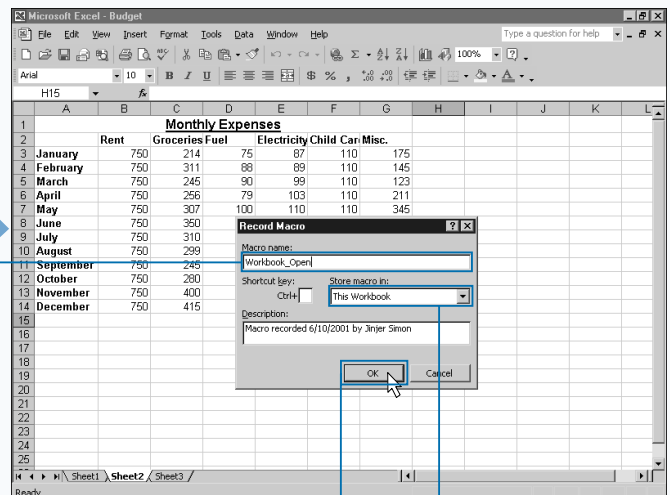 Microsoft Excel - Budget
File Edit View Insert Format Tools Data Window Help Type a question for help
100%
Arial 10 B I U $ % ,
H15 fx
A B C D E F G H I J K L
1 Monthly Expenses
2 Rent Groceries Fuel Electricity Child Car Misc.
3 January 750 214 75 87 110 175
4 February 750 311 88 89 110 145
5 March 750 245 90 99 110 123
6 April 750 256 79 103 110 211
7 May 750 307 100 110 110 345
8 June 750 350
9 July 750 310
10 August 750 299
11 September 750 245
12 October 750 280
13 November 750 400
14 December 750 415
15
16
17
18
19
20
21
22
23
24
25
Record Macro
Macro name:
Workbook_Open
Shortcut key: Store macro in:
Ctrl+ This Workbook
Description:
Macro recorded 6/10/2001 by Jinjer Simon
OK Cancel
Sheet1 Sheet2 Sheet3
Ready